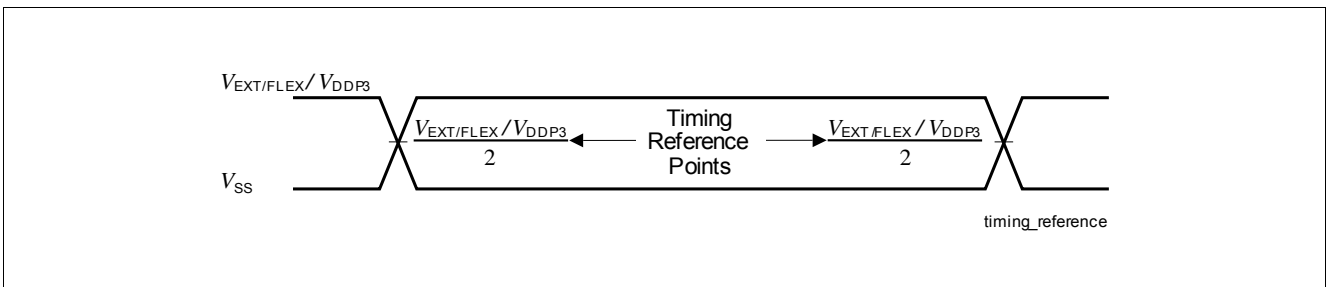 VEXT/FLEX/VDDP3
VEXT/FLEX/VDDP3
2
Timing
Reference
Points
VEXT/FLEX/VDDP3
2
VSS
timing_reference